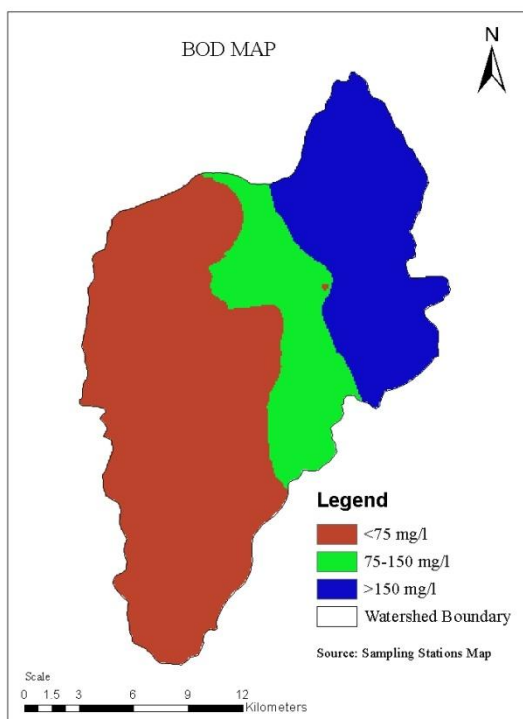 BOD MAP
N
Legend
<75 mg/l
75-150 mg/l
>150 mg/l
Watershed Boundary
Source: Sampling Stations Map
Scale
0 1.5 3 6 9 12
Kilometers